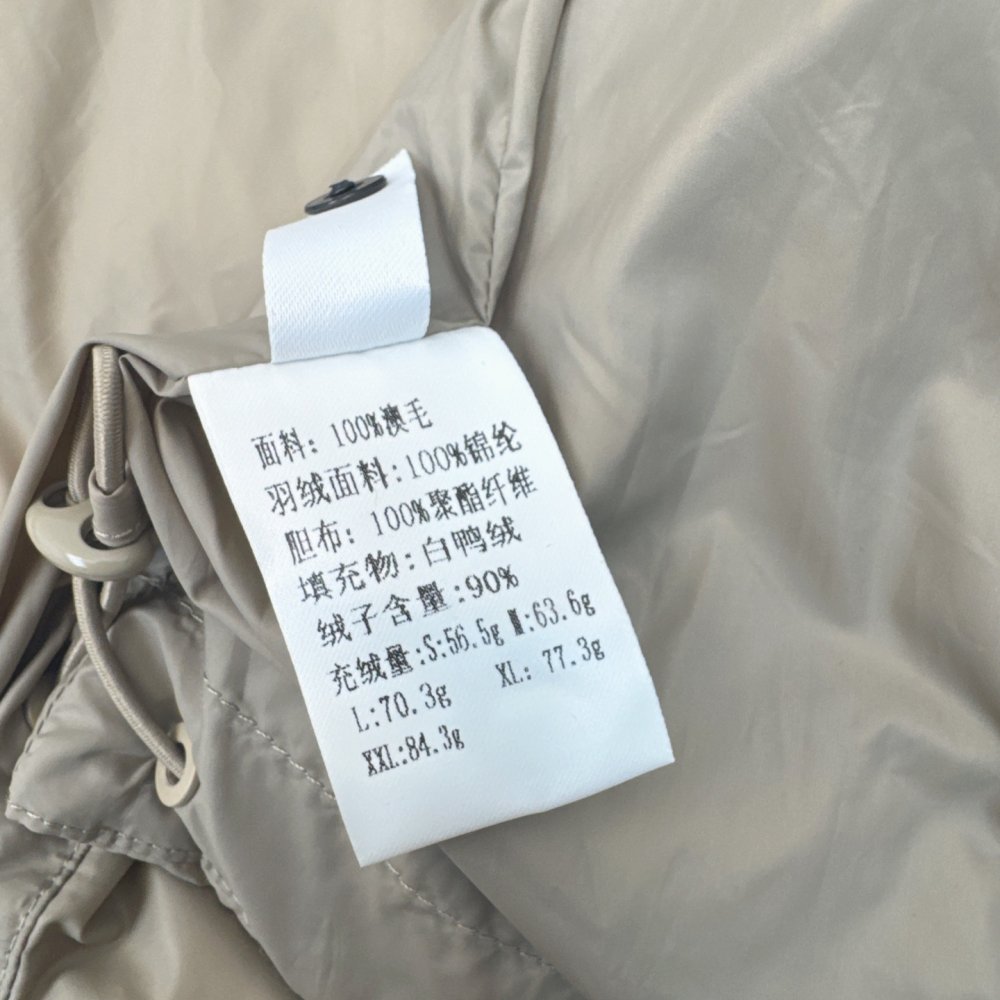 面料：100%澳毛
羽绒面料：100%锦纶
胆布：100%聚酯纤维
填充物：白鸭绒
绒子含量：90%
充绒量：S:56.5g M:63.6g
L:70.3g XL: 77.3g
XXL:84.3g